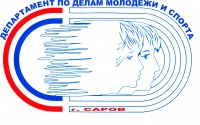 ДЕПАРТАМЕНТ ПО ДЕЛАМ МОЛОДЕЖИ И СПОРТА
г. САРОВ